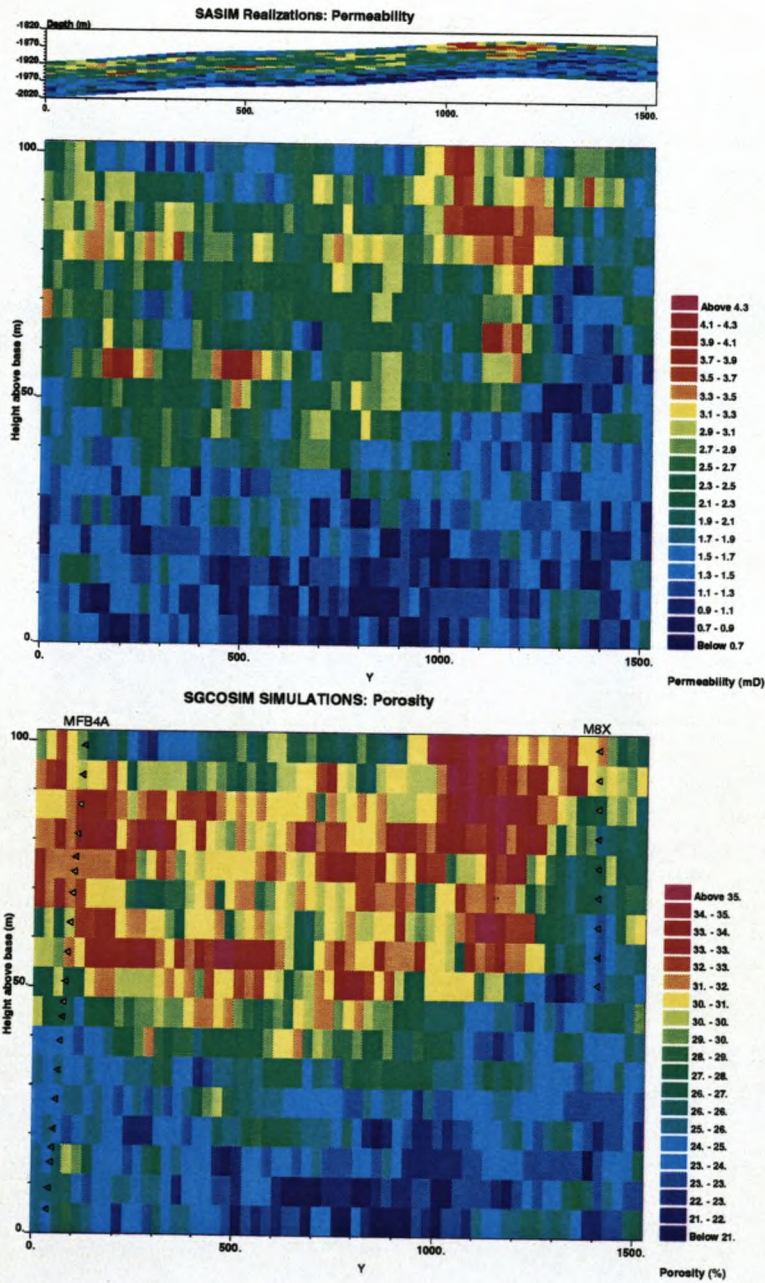 SASIM Realizations: Permeability
Depth (m)
-1820.
-1870.
-1920.
-1970.
-2020.
0. 500. 1000. 1500.
100.
50.
0.
Height above base (m)
0. 500. 1000. 1500.
Y
Above 4.3
4.1 - 4.3
3.9 - 4.1
3.7 - 3.9
3.5 - 3.7
3.3 - 3.5
3.1 - 3.3
2.9 - 3.1
2.7 - 2.9
2.5 - 2.7
2.3 - 2.5
2.1 - 2.3
1.9 - 2.1
1.7 - 1.9
1.5 - 1.7
1.3 - 1.5
1.1 - 1.3
0.9 - 1.1
0.7 - 0.9
Below 0.7
Permeability (mD)
SGCOSIM SIMULATIONS: Porosity
MFB4A
M8X
100.
50.
0.
Height above base (m)
0. 500. 1000. 1500.
Y
Above 35.
34. - 35.
33. - 34.
33. - 33.
32. - 33.
31. - 32.
30. - 31.
30. - 30.
29. - 30.
28. - 29.
27. - 28.
26. - 27.
26. - 26.
25. - 26.
24. - 25.
23. - 24.
23. - 23.
22. - 23.
21. - 22.
Below 21.
Porosity (%)